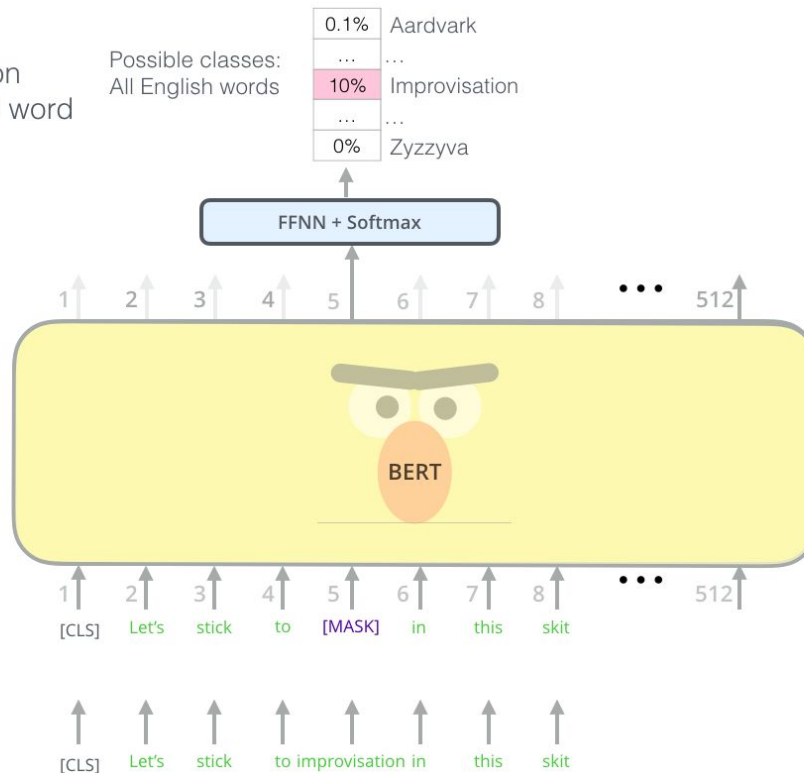 0.1% Aardvark
Possible classes: ... ...
All English words 10% Improvisation
word
... ...
0% Zyzzyva
FFNN + Softmax
1 2 3 4 5 6 7 8 ... 512
BERT
1 2 3 4 5 6 7 8 ... 512
[CLS] Let's stick to [MASK] in this skit
[CLS] Let's stick to improvisation in this skit